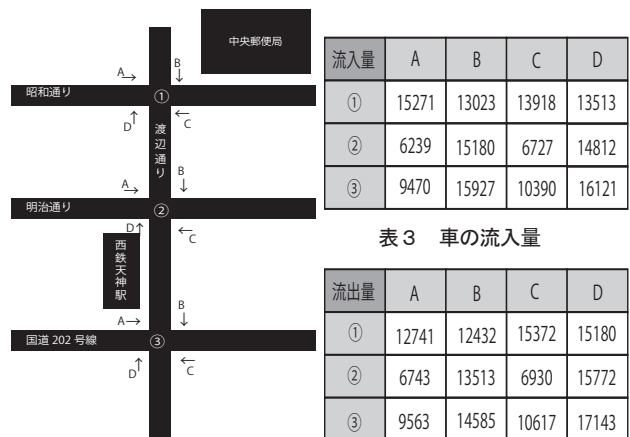 中央郵便局
A→
B
↓
昭和通り
①
D↑
←C
渡辺通り
A→
B
↓
明治通り
②
D↑
←C
西鉄天神駅
A→
B
↓
国道 202 号線
③
D↑
←C
流入量 A B C D
① 15271 13023 13918 13513
② 6239 15180 6727 14812
③ 9470 15927 10390 16121
表3 車の流入量
流出量 A B C D
① 12741 12432 15372 15180
② 6743 13513 6930 15772
③ 9563 14585 10617 17143